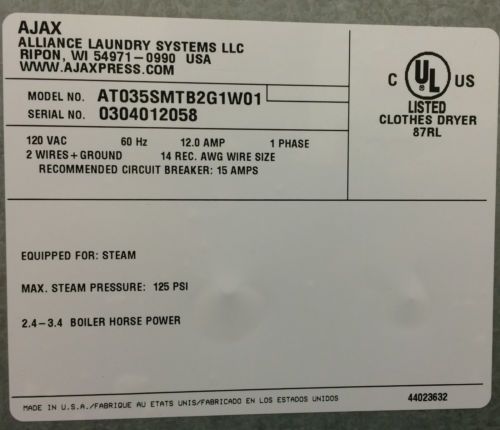 AJAX
ALLIANCE LAUNDRY SYSTEMS LLC
RIPON, WI 54971-0990 USA
WWW.AJAXPRESS.COM
MODEL NO. AT035SMTB2G1W01
SERIAL NO. 0304012058
C UL US
LISTED
CLOTHES DRYER
87RL
120 VAC 60 Hz 12.0 AMP 1 PHASE
2 WIRES + GROUND 14 REC. AWG WIRE SIZE
RECOMMENDED CIRCUIT BREAKER: 15 AMPS
EQUIPPED FOR: STEAM
MAX. STEAM PRESSURE: 125 PSI
2.4-3.4 BOILER HORSE POWER
MADE IN U.S.A./FABRIQUE AU ETATS UNIS/FABRICADO EN LOS ESTADOS UNIDOS
44023632